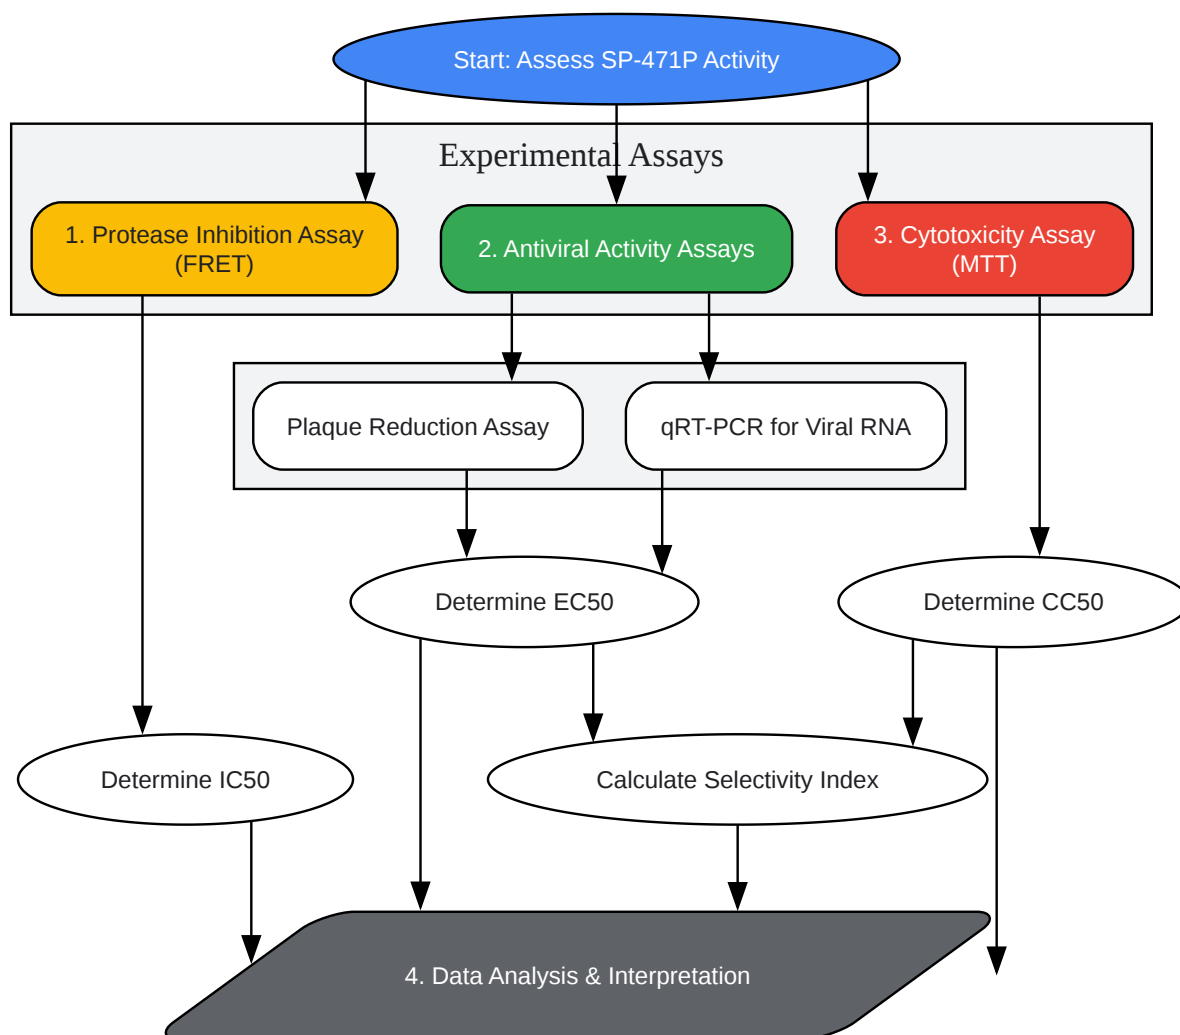 Start: Assess SP-471P Activity
Experimental Assays
1. Protease Inhibition Assay
(FRET)
2. Antiviral Activity Assays
3. Cytotoxicity Assay
(MTT)
Plaque Reduction Assay
qRT-PCR for Viral RNA
Determine EC50
Determine CC50
Determine IC50
Calculate Selectivity Index
4. Data Analysis & Interpretation